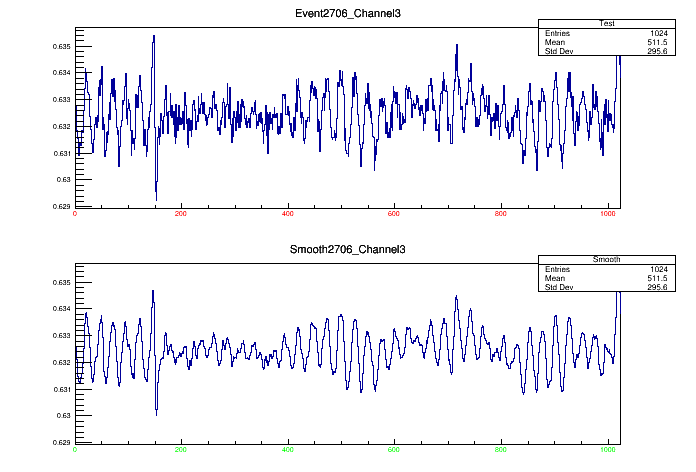 Event2706_Channel3
Test
Entries 1024
Mean 511.5
Std Dev 295.6
0.635
0.634
0.633
0.632
0.631
0.63
0.629
0 200 400 600 800 1000
Smooth2706_Channel3
Smooth
Entries 1024
Mean 511.5
Std Dev 295.6
0.635
0.634
0.633
0.632
0.631
0.63
0.629
0 200 400 600 800 1000